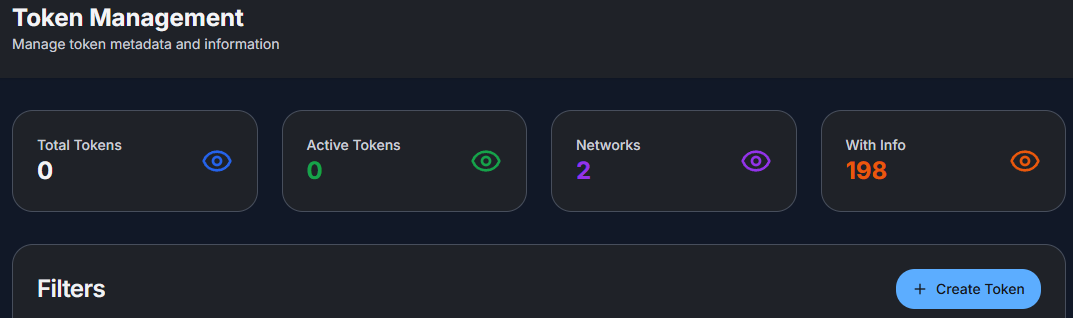 Token Management
Manage token metadata and information
Total Tokens
0
Active Tokens
0
Networks
2
With Info
198
Filters
+ Create Token